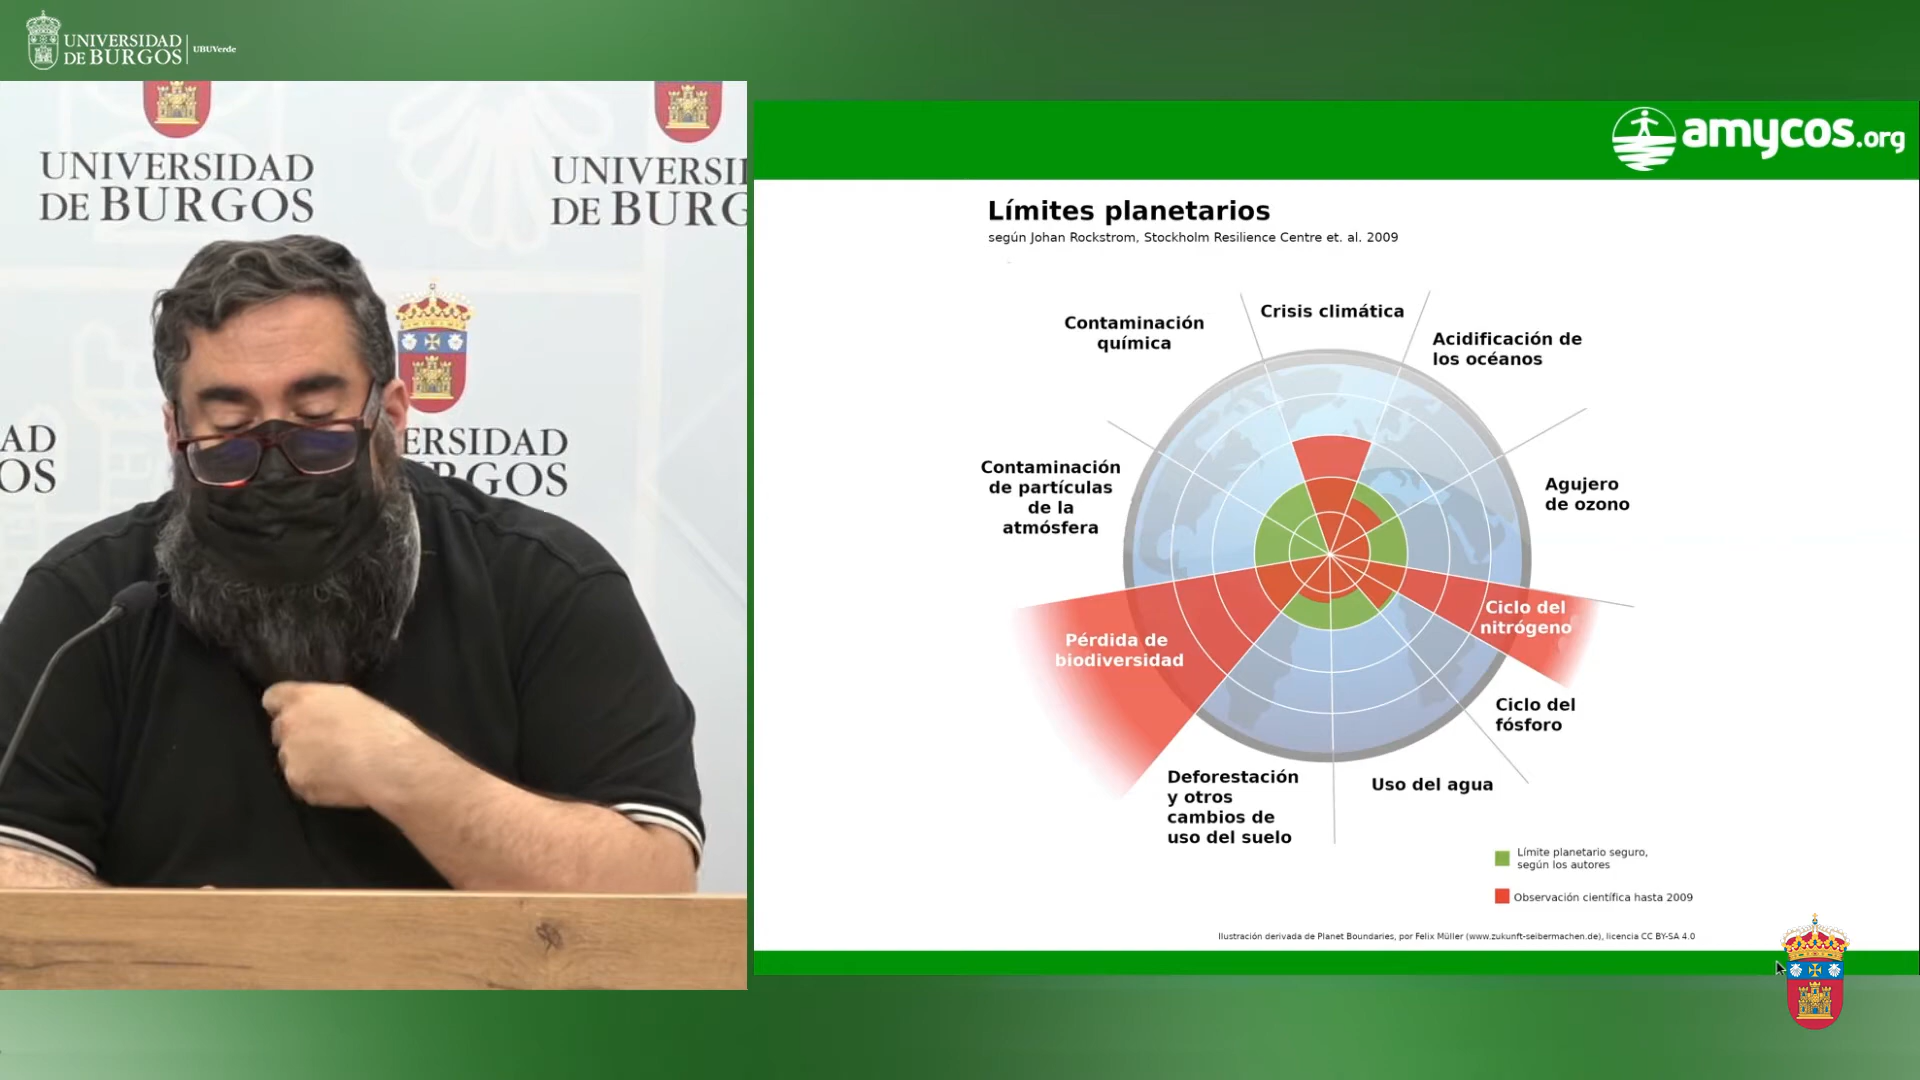 UNIVERSIDAD
DE BURGOS
UBUVerde
UNIVERSIDAD
DE BURGOS
UNIVERSI
DE BURG
AD
OS
ERSIDAD
RGOS
amycos.org
Límites planetarios
según Johan Rockstrom, Stockholm Resilience Centre et. al. 2009
Crisis climática
Contaminación
química
Acidificación de
los océanos
Contaminación
de partículas
de la
atmósfera
Agujero
de ozono
Ciclo del
nitrógeno
Pérdida de
biodiversidad
Ciclo del
fósforo
Deforestación
y otros
cambios de
uso del suelo
Uso del agua
Límite planetario seguro,
según los autores
Observación científica hasta 2009
Ilustración derivada de Planet Boundaries, por Felix Müller (www.zukunft-seibermachen.de), licencia CC BY-SA 4.0